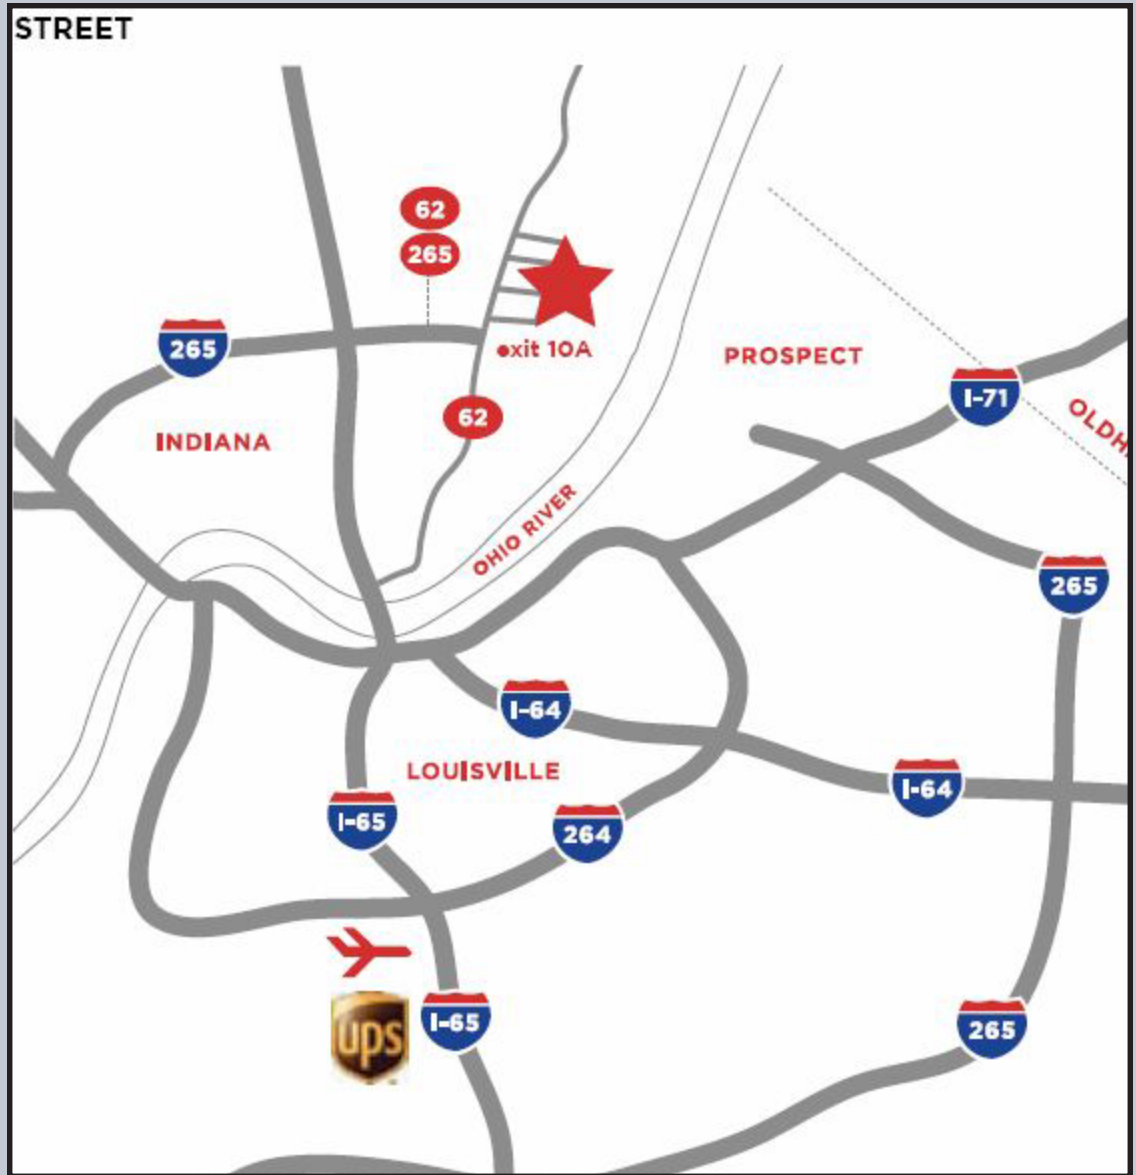 STREET
62
265
265
exit 10A
PROSPECT
I-71
62
INDIANA
OHIO RIVER
265
I-64
LOUISVILLE
I-64
I-65
264
ups
I-65
265